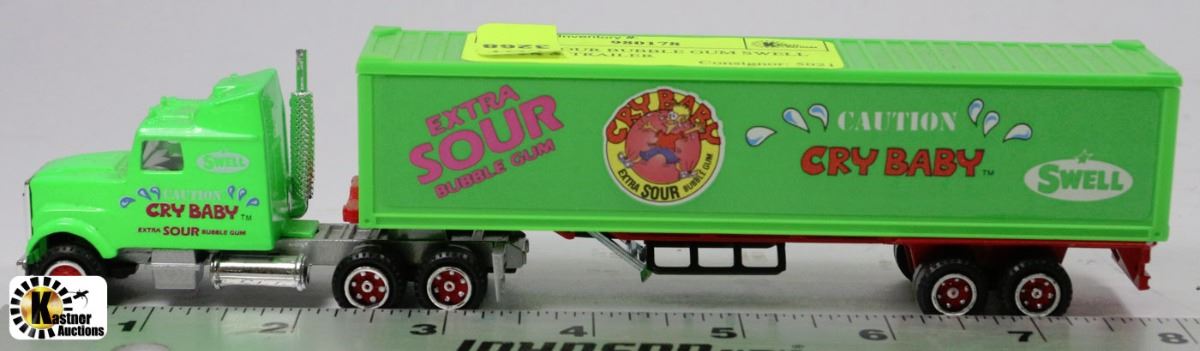 Inventory #
980178
3268
SOUR BUBBLE GUM SWELL
TRAILER
Consignor: 5021
EXTRA
SOUR
BUBBLE GUM
CRY BABY
EXTRA SOUR BUBBLE GUM
CAUTION
CRY BABY TM
SWELL
SWELL
CAUTION
CRY BABY TM
EXTRA SOUR BUBBLE GUM
Kastner
Auctions
1 2 3 4 5 6 7 8
JOHNSON